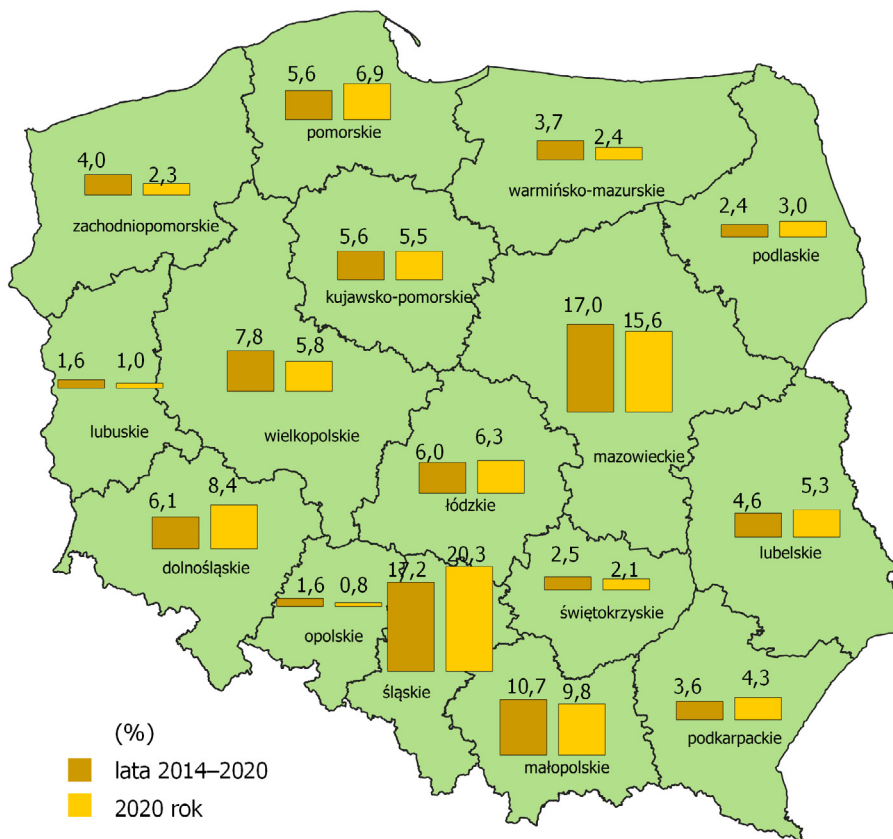 5,6 6,9
pomorskie
3,7 2,4
warmińsko-mazurskie
4,0 2,3
zachodniopomorskie
2,4 3,0
podlaskie
5,6 5,5
kujawsko-pomorskie
17,0 15,6
mazowieckie
7,8 5,8
wielkopolskie
1,6 1,0
lubuskie
6,0 6,3
łódzkie
6,1 8,4
dolnośląskie
4,6 5,3
lubelskie
1,6 0,8
opolskie
17,2 20,3
śląskie
2,5 2,1
świętokrzyskie
10,7 9,8
małopolskie
3,6 4,3
podkarpackie
(%)
lata 2014–2020
2020 rok